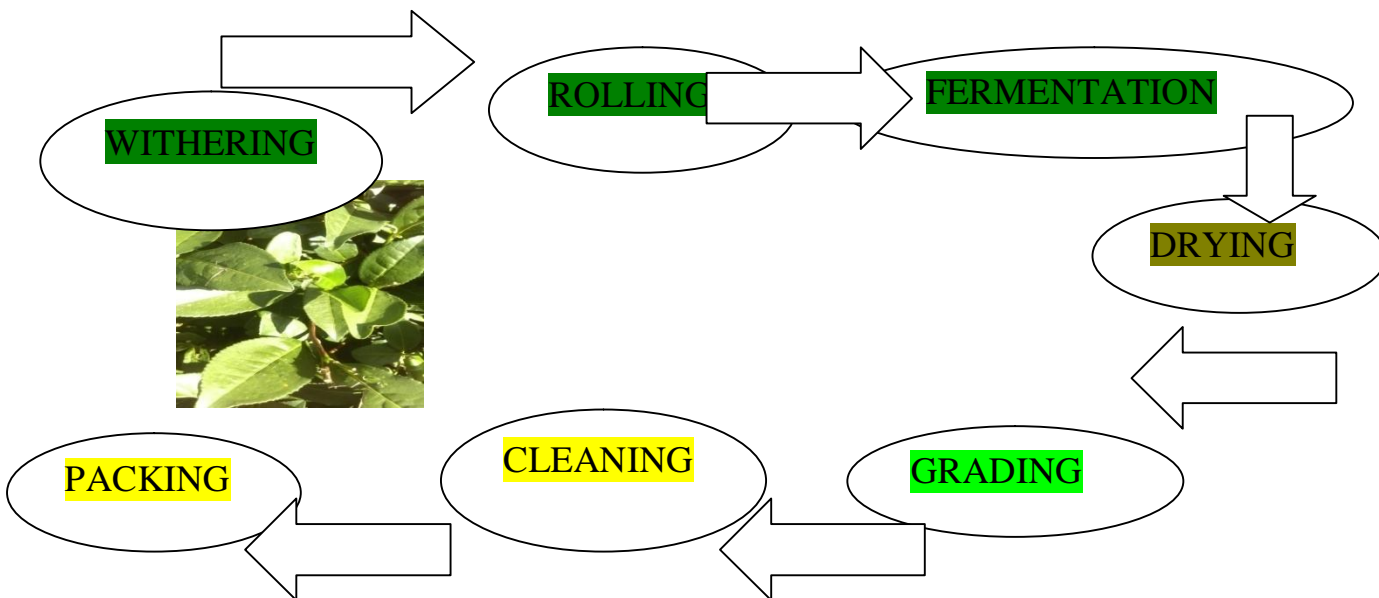 WITHERING
ROLLING
FERMENTATION
DRYING
GRADING
CLEANING
PACKING